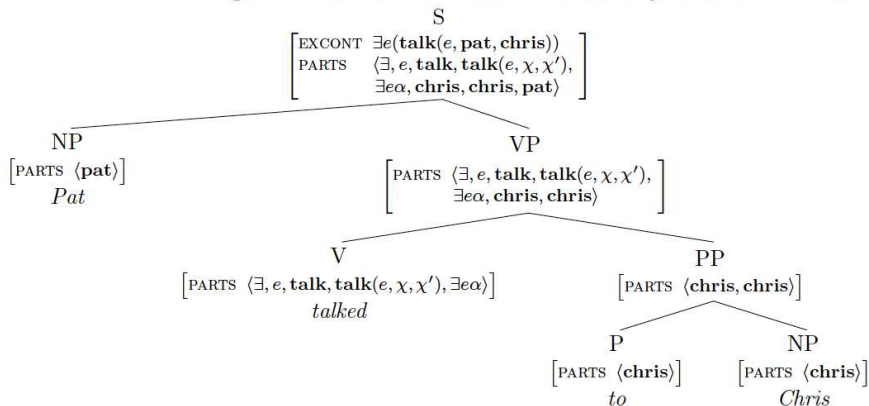 S
[EXCONT ∃e(talk(e, pat, chris))
PARTS ⟨∃, e, talk, talk(e, χ, χ′),
∃eα, chris, chris, pat⟩]
NP VP
[PARTS ⟨pat⟩] [PARTS ⟨∃, e, talk, talk(e, χ, χ′),
Pat ∃eα, chris, chris⟩]
V PP
[PARTS ⟨∃, e, talk, talk(e, χ, χ′), ∃eα⟩] [PARTS ⟨chris, chris⟩]
talked
P NP
[PARTS ⟨chris⟩] [PARTS ⟨chris⟩]
to Chris